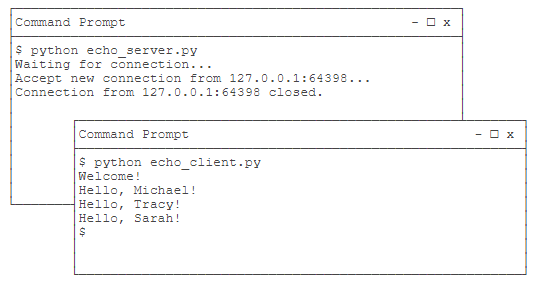 Command Prompt - □ x
$ python echo_server.py
Waiting for connection...
Accept new connection from 127.0.0.1:64398...
Connection from 127.0.0.1:64398 closed.
Command Prompt - □ x
$ python echo_client.py
Welcome!
Hello, Michael!
Hello, Tracy!
Hello, Sarah!
$